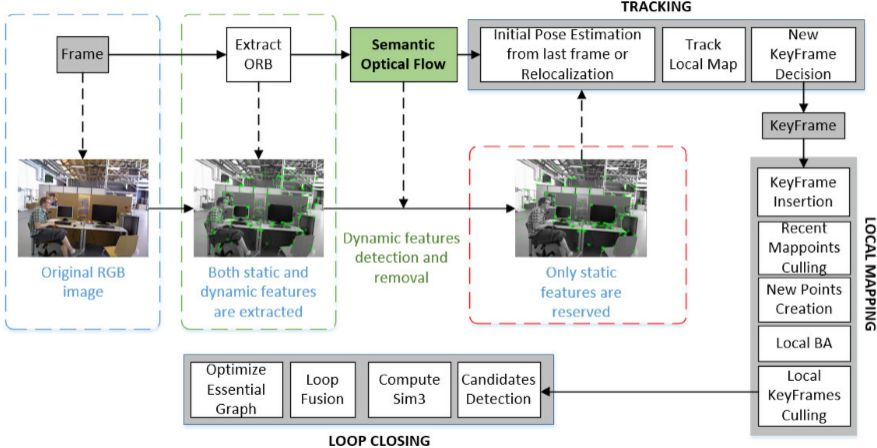 TRACKING
Frame
Extract
ORB
Semantic
Optical Flow
Initial Pose Estimation
from last frame or
Relocalization
Track
Local Map
New
KeyFrame
Decision
KeyFrame
Original RGB
image
Both static and
dynamic features
are extracted
Dynamic features
detection and
removal
Only static
features are
reserved
KeyFrame
Insertion
Recent
Mappoints
Culling
New Points
Creation
Local BA
Local
KeyFrames
Culling
LOCAL MAPPING
Optimize
Essential
Graph
Loop
Fusion
Compute
Sim3
Candidates
Detection
LOOP CLOSING